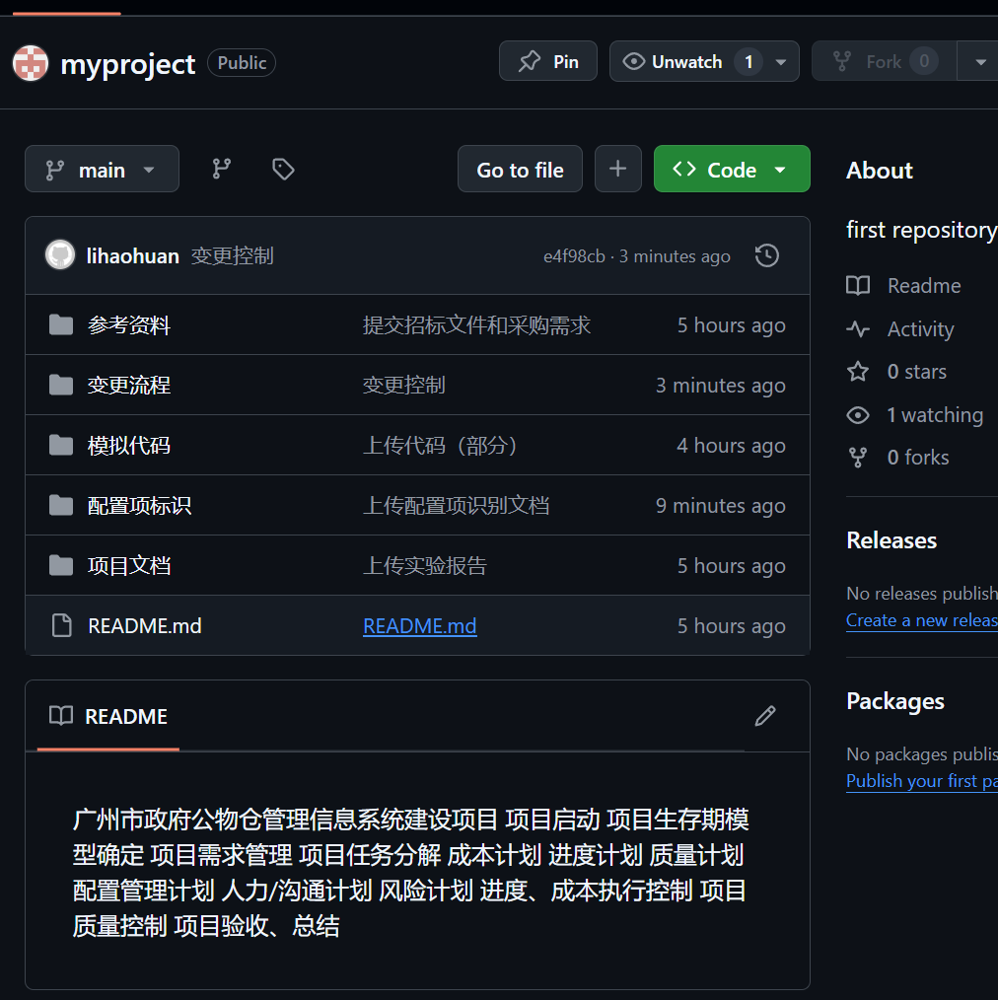 myproject Public Pin Unwatch 1 Fork 0
main Go to file + Code
About
first repository
lihaohuan 变更控制 e4f98cb · 3 minutes ago
Readme
参考资料 提交招标文件和采购需求 5 hours ago
Activity
0 stars
变更流程 变更控制 3 minutes ago
1 watching
模拟代码 上传代码（部分） 4 hours ago
0 forks
配置项标识 上传配置项识别文档 9 minutes ago
Releases
项目文档 上传实验报告 5 hours ago
No releases publish
Create a new releas
README.md README.md 5 hours ago
Packages
README
No packages publis
Publish your first pa
广州市政府公物仓管理信息系统建设项目 项目启动 项目生存期模
型确定 项目需求管理 项目任务分解 成本计划 进度计划 质量计划
配置管理计划 人力/沟通计划 风险计划 进度、成本执行控制 项目
质量控制 项目验收、总结